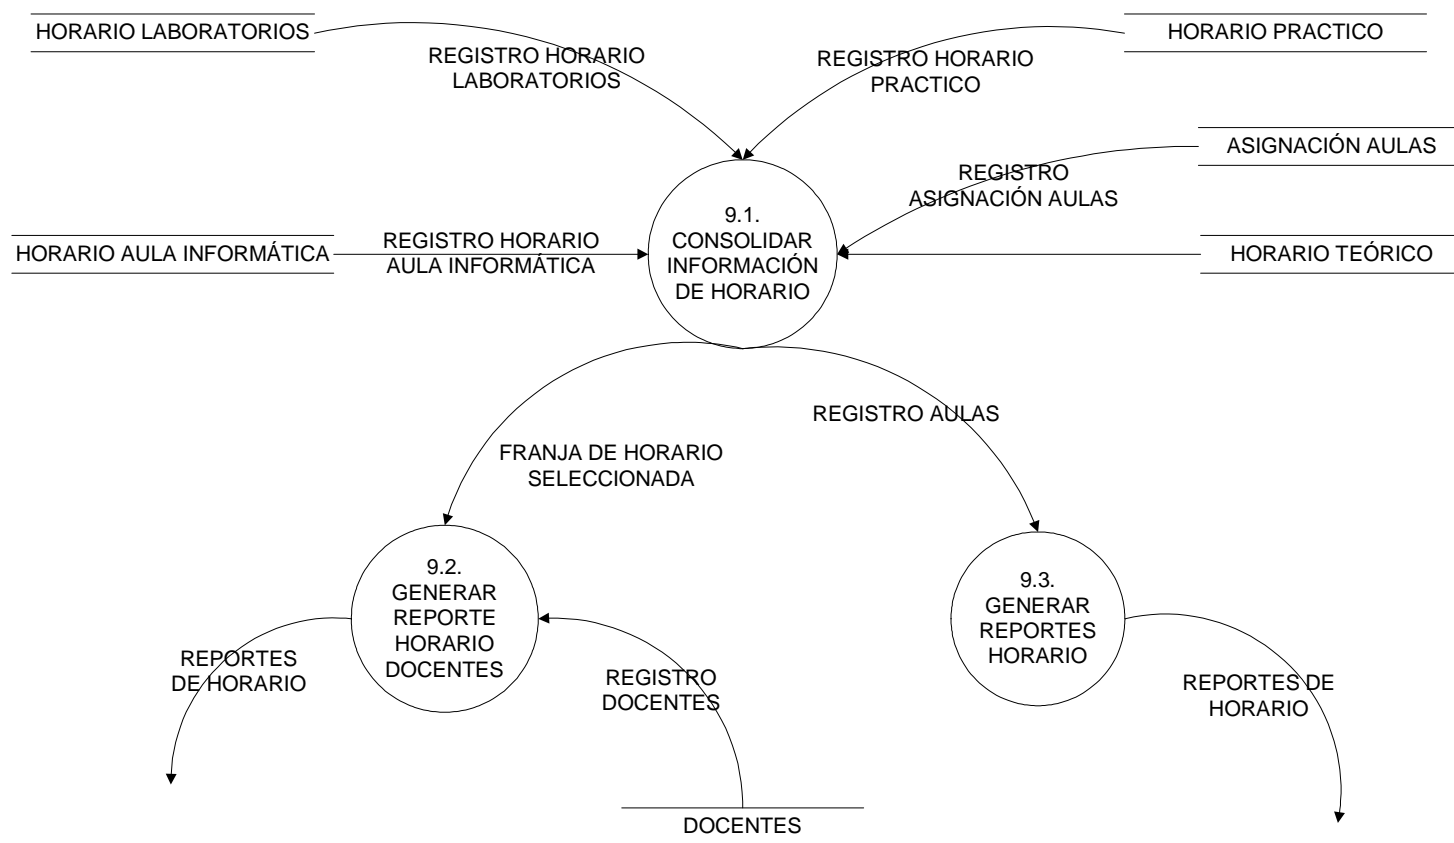 HORARIO LABORATORIOS
HORARIO PRACTICO
REGISTRO HORARIO
LABORATORIOS
REGISTRO HORARIO
PRACTICO
ASIGNACIÓN AULAS
REGISTRO
ASIGNACIÓN AULAS
HORARIO AULA INFORMÁTICA
REGISTRO HORARIO
AULA INFORMÁTICA
9.1.
CONSOLIDAR
INFORMACIÓN
DE HORARIO
HORARIO TEÓRICO
REGISTRO AULAS
FRANJA DE HORARIO
SELECCIONADA
9.2.
GENERAR
REPORTE
HORARIO
DOCENTES
9.3.
GENERAR
REPORTES
HORARIO
REPORTES
DE HORARIO
REGISTRO
DOCENTES
REPORTES DE
HORARIO
DOCENTES